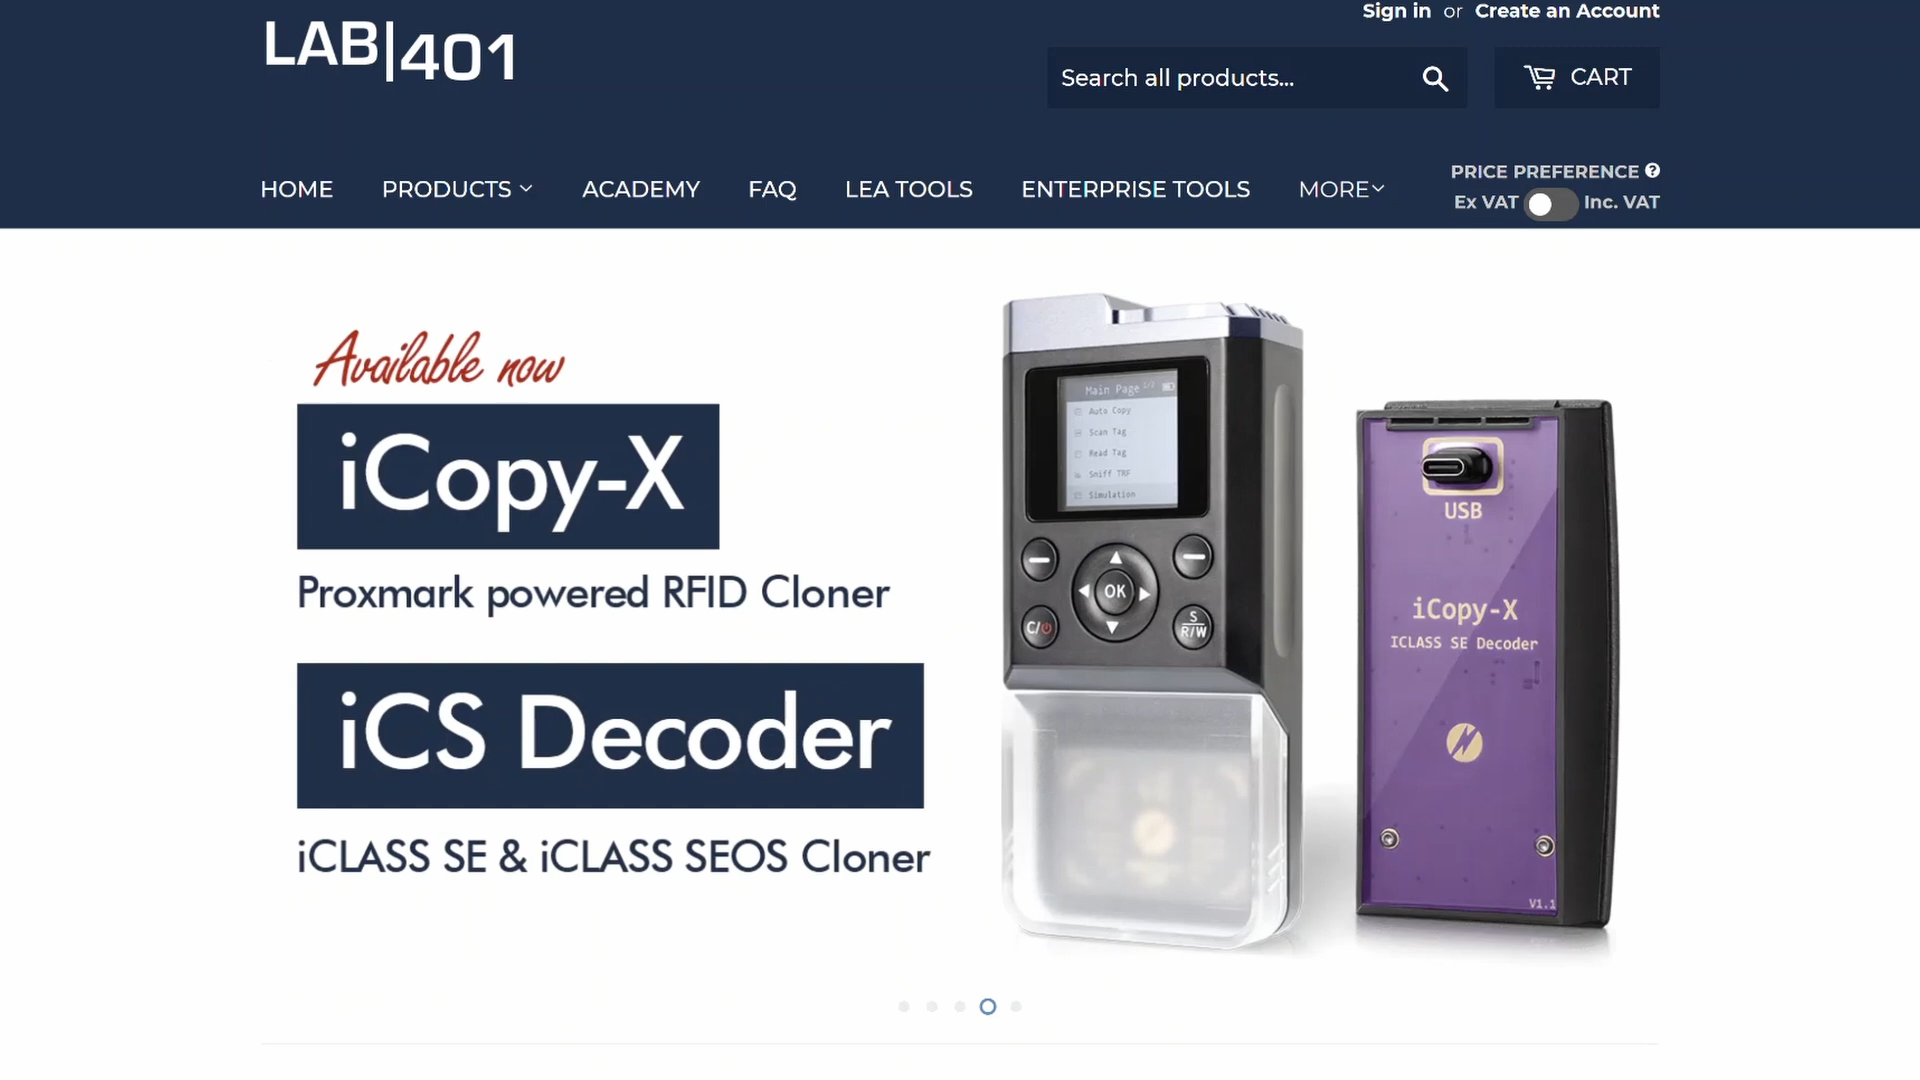 Sign in or Create an Account
LAB|401
Search all products...
CART
HOME
PRODUCTS
ACADEMY
FAQ
LEA TOOLS
ENTERPRISE TOOLS
MORE
PRICE PREFERENCE ?
Ex VAT
Inc. VAT
Available now
iCopy-X
Proxmark powered RFID Cloner
iCS Decoder
iCLASS SE & iCLASS SEOS Cloner
Main Page 1/2
Auto Copy
Scan Tag
Read Tag
Sniff TRF
Simulation
OK
C/
S
R/W
USB
iCopy-X
ICLASS SE Decoder
V1.1